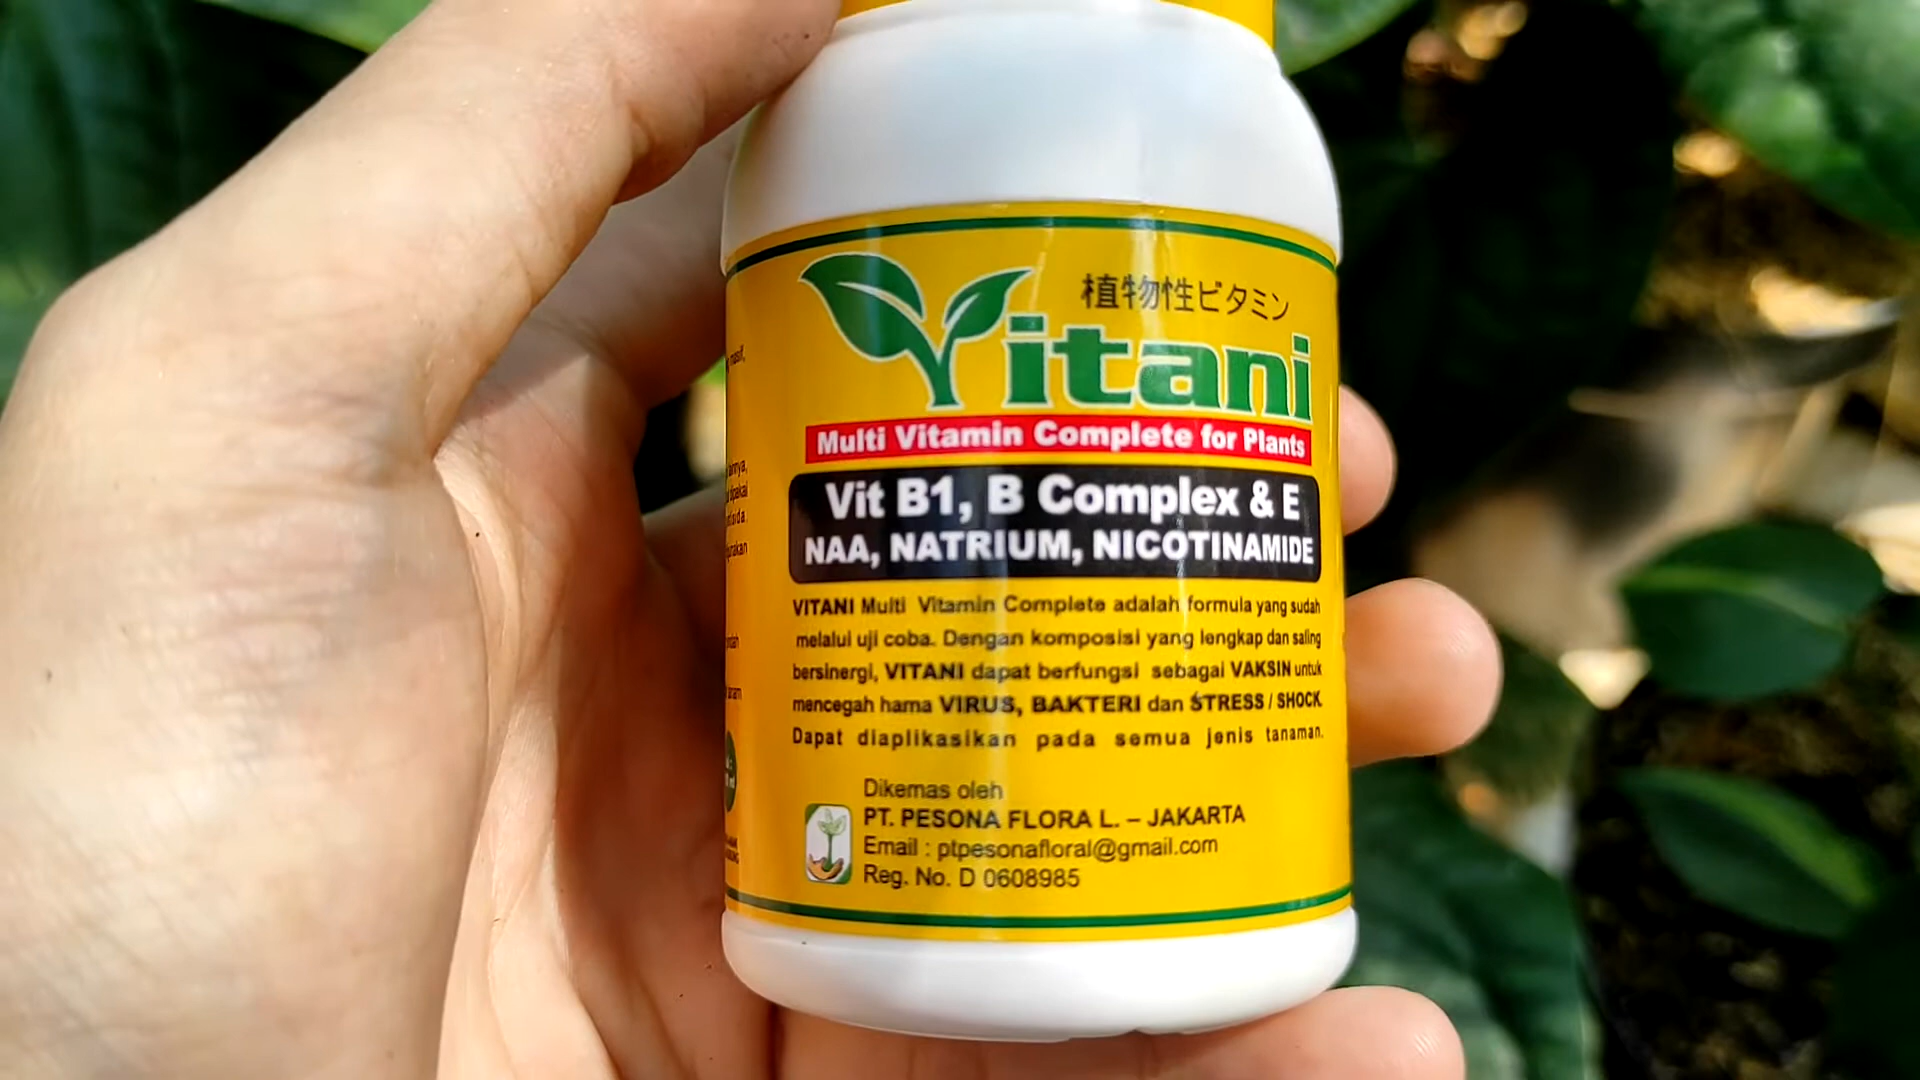 植物性ビタミン
Vitani
Multi Vitamin Complete for Plants
Vit B1, B Complex & E
NAA, NATRIUM, NICOTINAMIDE
VITANI Multi Vitamin Complete adalah formula yang sudah
melalui uji coba. Dengan komposisi yang lengkap dan saling
bersinergi, VITANI dapat berfungsi sebagai VAKSIN untuk
mencegah hama VIRUS, BAKTERI dan STRESS / SHOCK
Dapat diaplikasikan pada semua jenis tanaman.
Dikemas oleh
PT. PESONA FLORA L. – JAKARTA
Email : ptpesonafloral@gmail.com
Reg. No. D 0608985